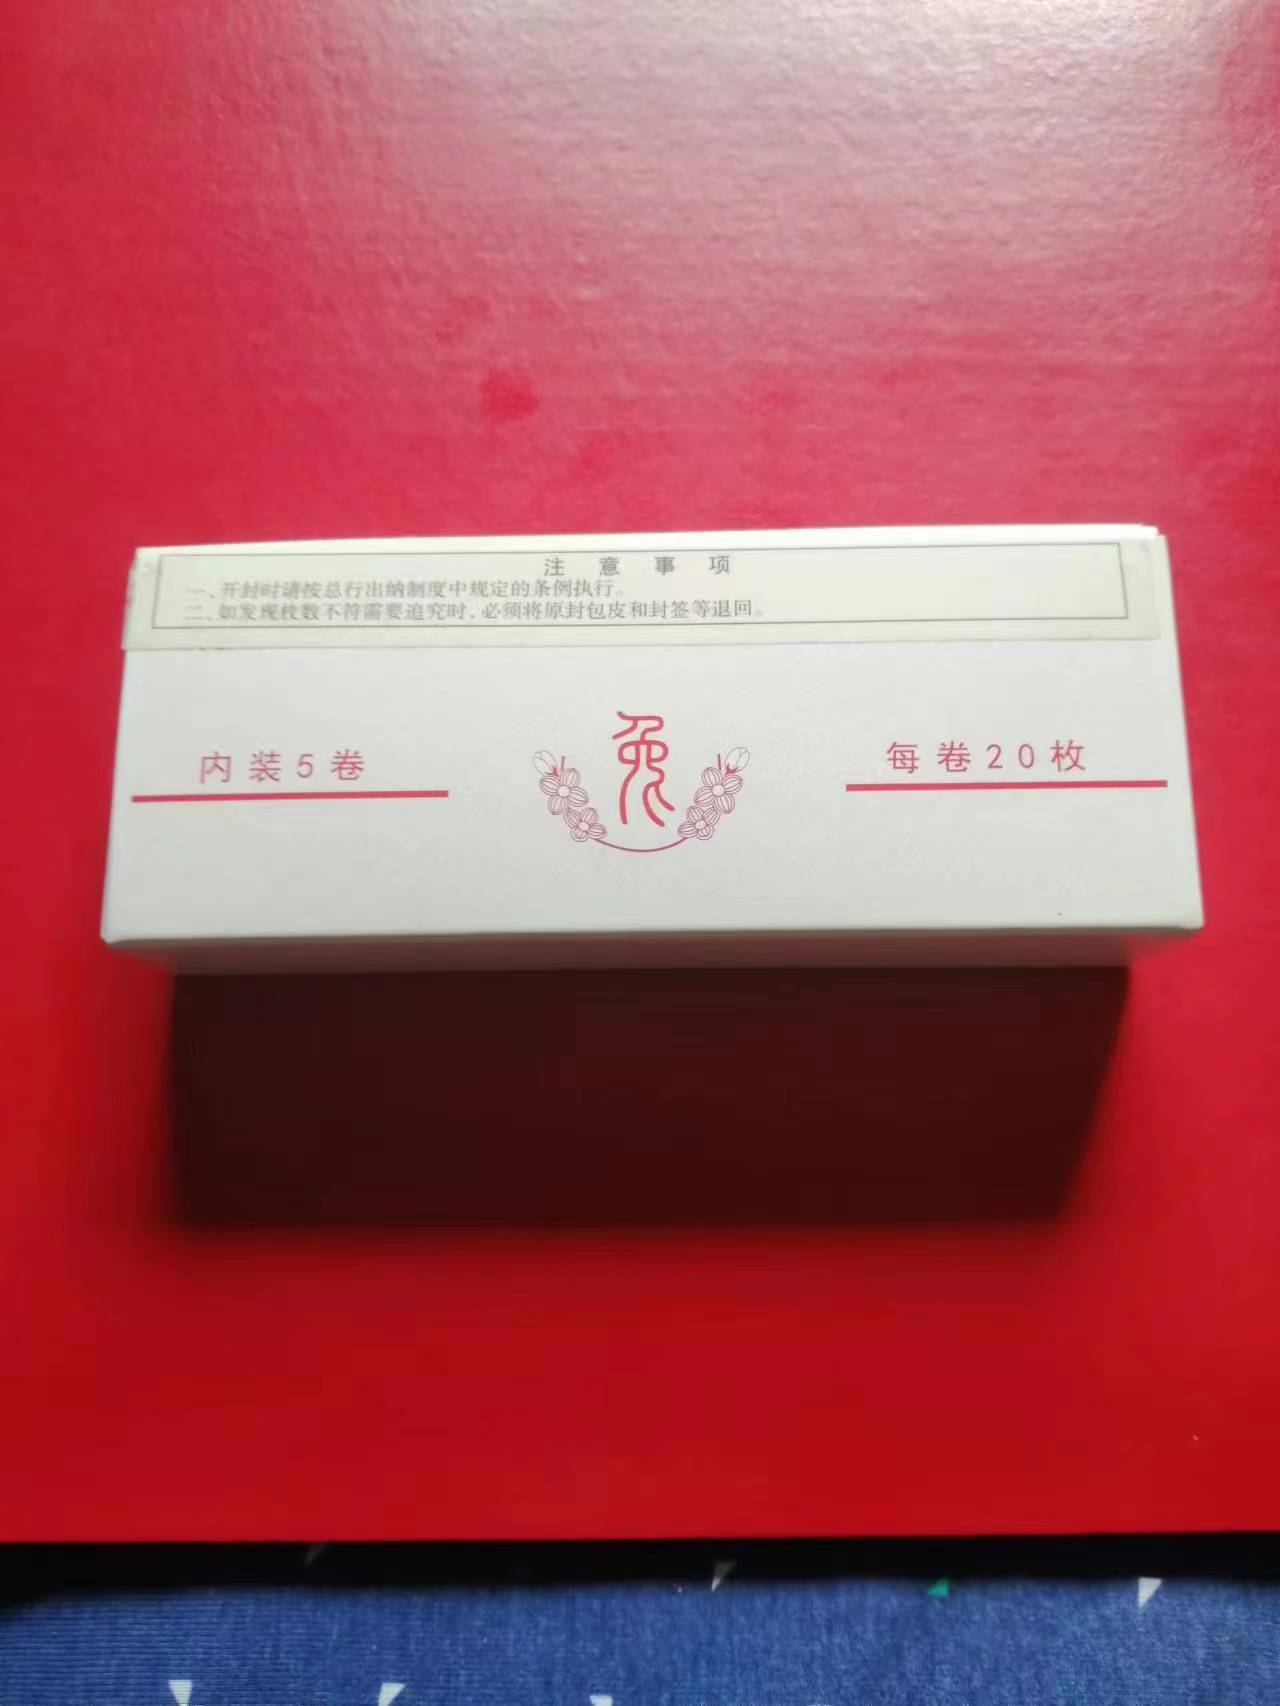 注意事项
一、开封时请按总行出纳制度中规定的条例执行。
二、如发现枚数不符需要追究时、必须将原封包皮和封签等退回。
内装5卷
兔
每卷20枚